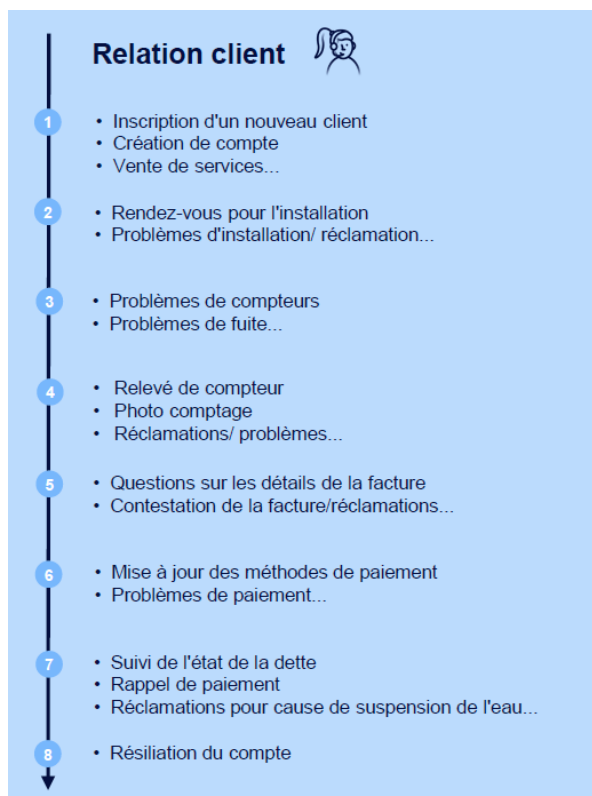 Relation client
1
• Inscription d'un nouveau client
• Création de compte
• Vente de services...
2
• Rendez-vous pour l'installation
• Problèmes d'installation/ réclamation...
3
• Problèmes de compteurs
• Problèmes de fuite...
4
• Relevé de compteur
• Photo comptage
• Réclamations/ problèmes...
5
• Questions sur les détails de la facture
• Contestation de la facture/réclamations...
6
• Mise à jour des méthodes de paiement
• Problèmes de paiement...
7
• Suivi de l'état de la dette
• Rappel de paiement
• Réclamations pour cause de suspension de l'eau...
8
• Résiliation du compte